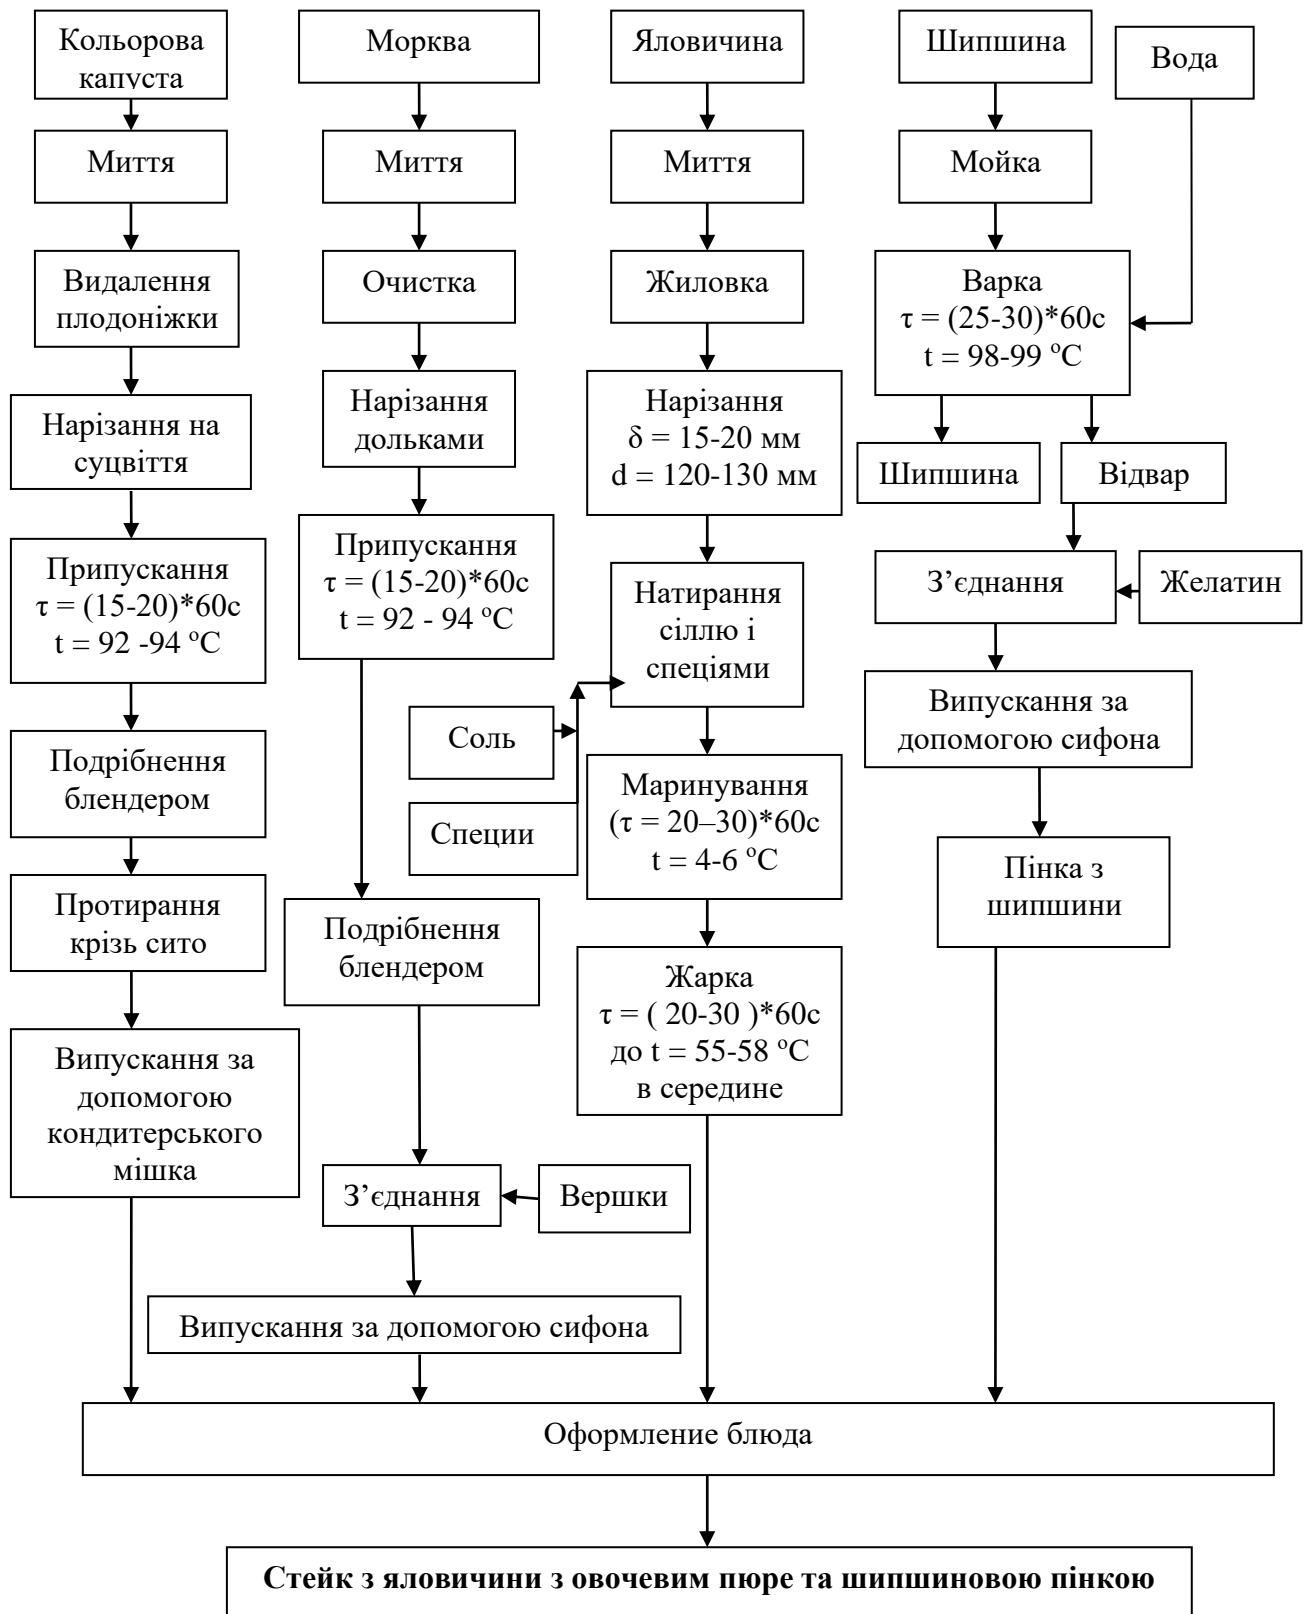 Кольорова
капуста
Морква
Яловичина
Шипшина
Вода
Миття
Миття
Миття
Мойка
Видалення
плодоніжки
Очистка
Жиловка
Варка
τ = (25-30)*60с
t = 98-99 ºС
Нарізання на
суцвіття
Нарізання
дольками
Нарізання
δ = 15-20 мм
d = 120-130 мм
Шипшина
Відвар
Припускання
τ = (15-20)*60с
t = 92 -94 ºС
Припускання
τ = (15-20)*60с
t = 92 - 94 ºС
Натирання
сіллю і
спеціями
З’єднання
Желатин
Соль
Специи
Випускання за
допомогою сифона
Подрібнення
блендером
Маринування
(τ = 20–30)*60с
t = 4-6 ºС
Пінка з
шипшини
Протирання
крізь сито
Подрібнення
блендером
Жарка
τ = ( 20-30 )*60с
до t = 55-58 ºС
в середине
Випускання за
допомогою
кондитерського
мішка
З’єднання
Вершки
Випускання за допомогою сифона
Оформление блюда
Стейк з яловичини з овочевим пюре та шипшиновою пінкою